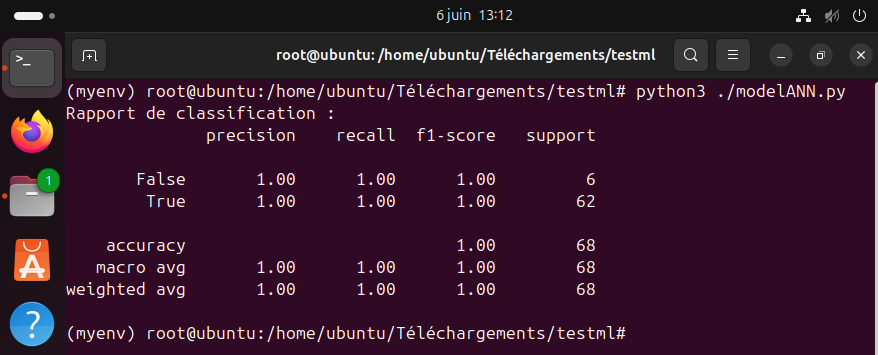 6 juin 13:12
root@ubuntu: /home/ubuntu/Téléchargements/testml
(myenv) root@ubuntu:/home/ubuntu/Téléchargements/testml# python3 ./modelANN.py
Rapport de classification :
precision recall f1-score support
False 1.00 1.00 1.00 6
True 1.00 1.00 1.00 62
accuracy 1.00 68
macro avg 1.00 1.00 1.00 68
weighted avg 1.00 1.00 1.00 68
(myenv) root@ubuntu:/home/ubuntu/Téléchargements/testml#
>_
1
A
?